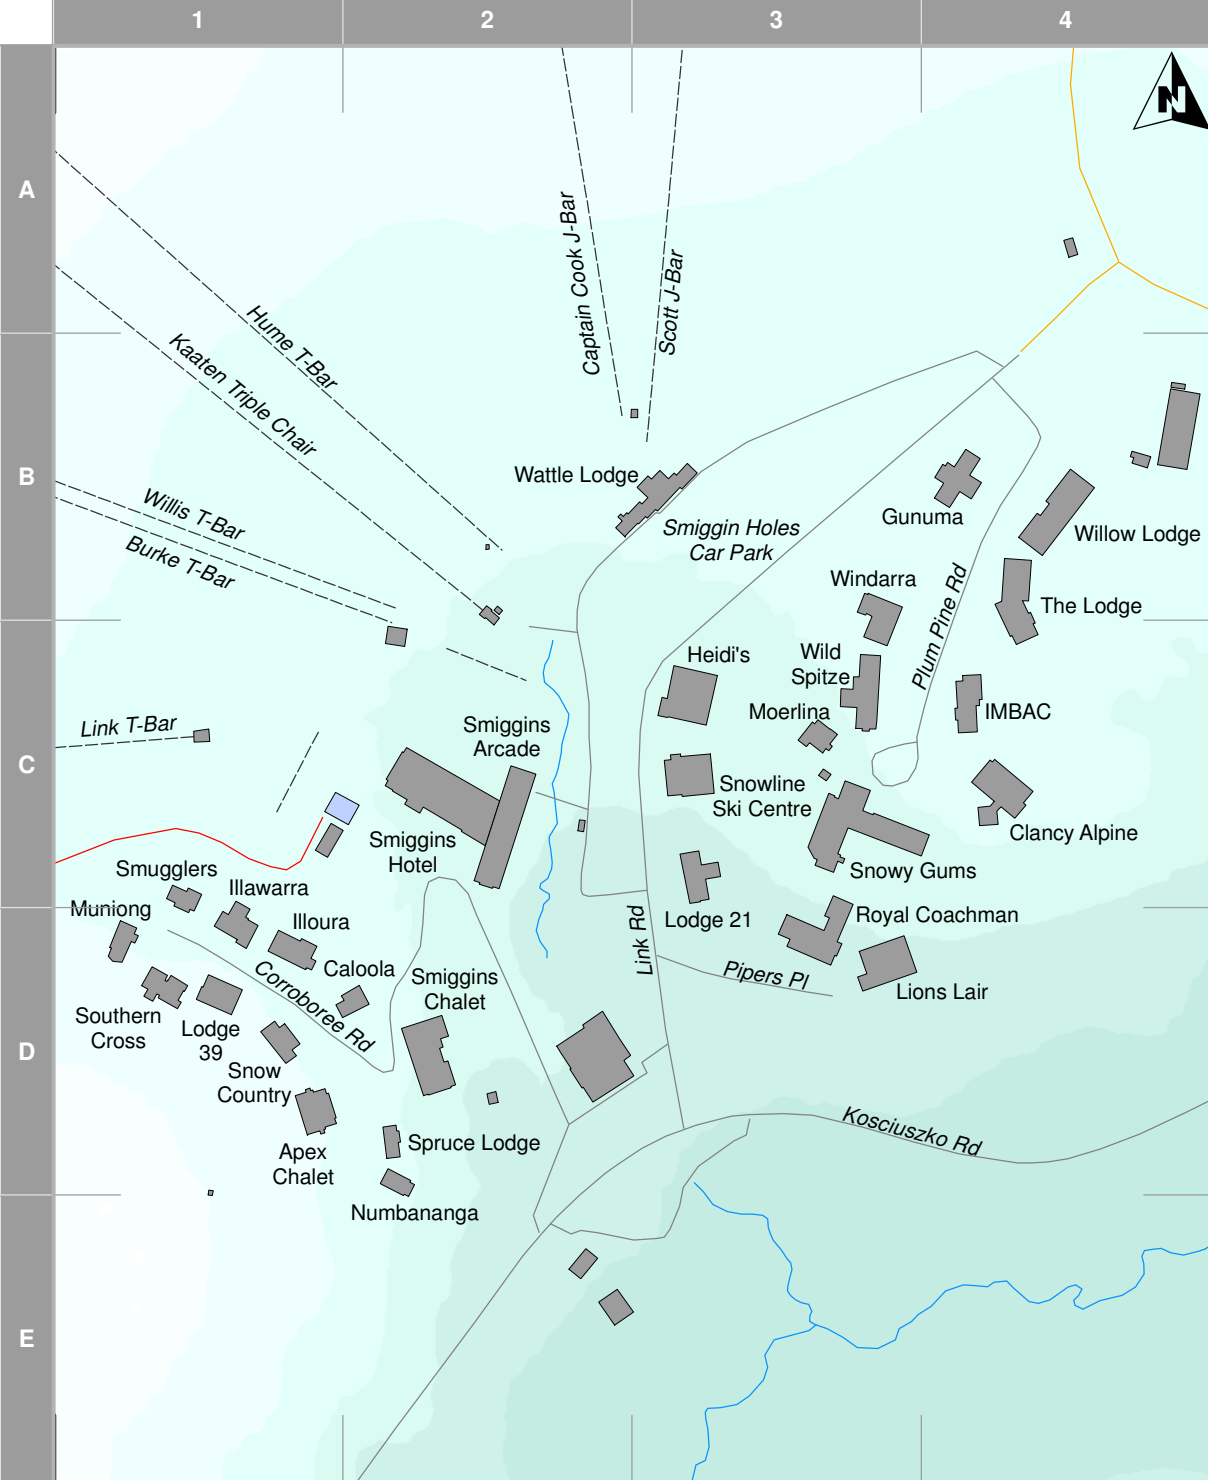 1
2
3
4
A
B
C
D
E
N
Captain Cook J-Bar
Scott J-Bar
Hume T-Bar
Kaaten Triple Chair
Willis T-Bar
Burke T-Bar
Wattle Lodge
Smiggin Holes
Car Park
Gunuma
Willow Lodge
Windarra
The Lodge
Plum Pine Rd
Heidi's
Wild
Spitze
Moerlina
IMBAC
Link T-Bar
Smiggins
Arcade
Snowline
Ski Centre
Clancy Alpine
Smiggins
Hotel
Snowy Gums
Smugglers
Illawarra
Muniong
Illoura
Lodge 21
Royal Coachman
Link Rd
Caloola
Smiggins
Chalet
Pipers Pl
Lions Lair
Corroboree Rd
Southern
Cross
Lodge
39
Snow
Country
Kosciuszko Rd
Spruce Lodge
Apex
Chalet
Numbananga